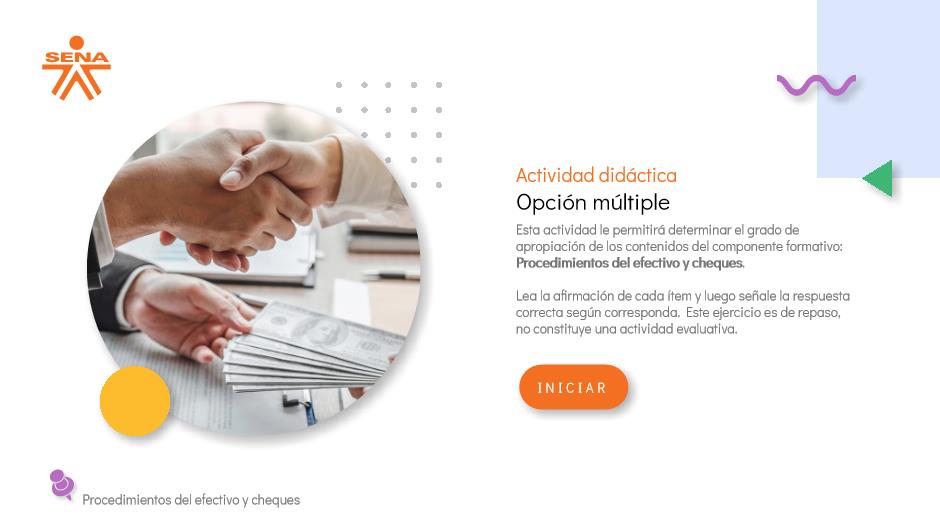 SENA
Actividad didáctica
Opción múltiple
Esta actividad le permitirá determinar el grado de
apropiación de los contenidos del componente formativo:
Procedimientos del efectivo y cheques.
Lea la afirmación de cada ítem y luego señale la respuesta
correcta según corresponda. Este ejercicio es de repaso,
no constituye una actividad evaluativa.
INICIAR
Procedimientos del efectivo y cheques